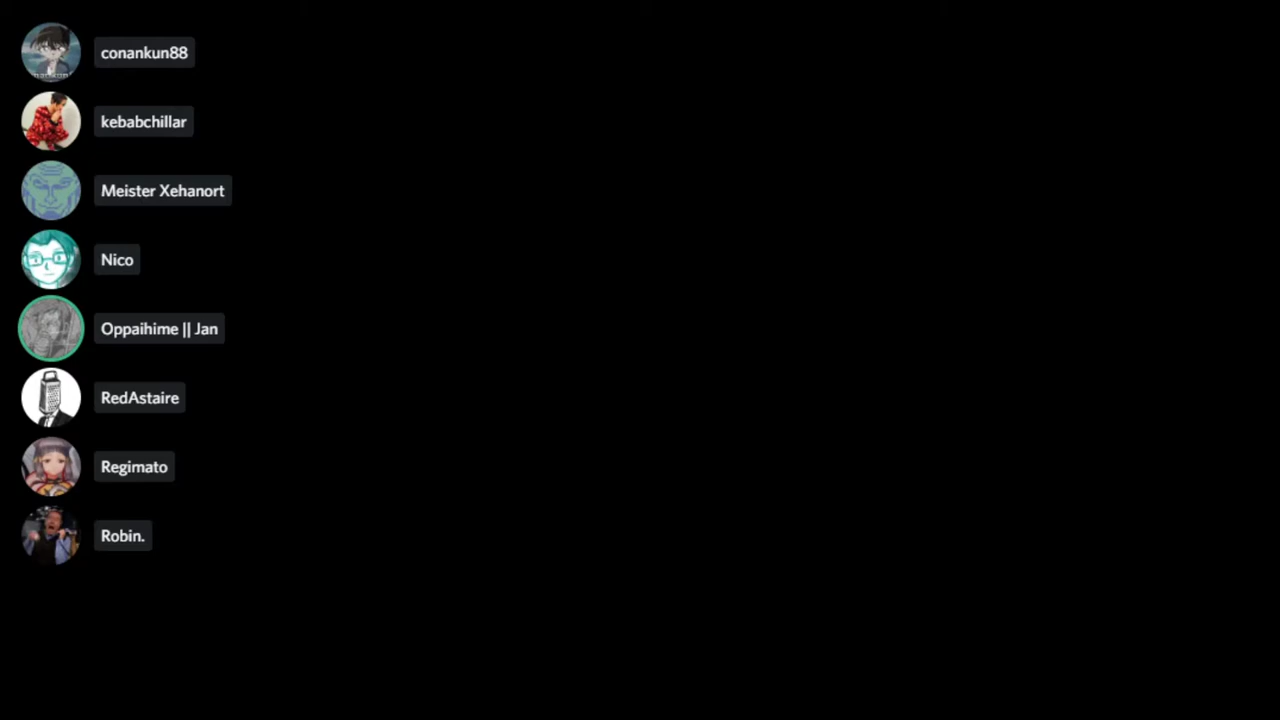 conankun88
kebabchillar
Meister Xehanort
Nico
Oppaihime || Jan
RedAstaire
Regimato
Robin.